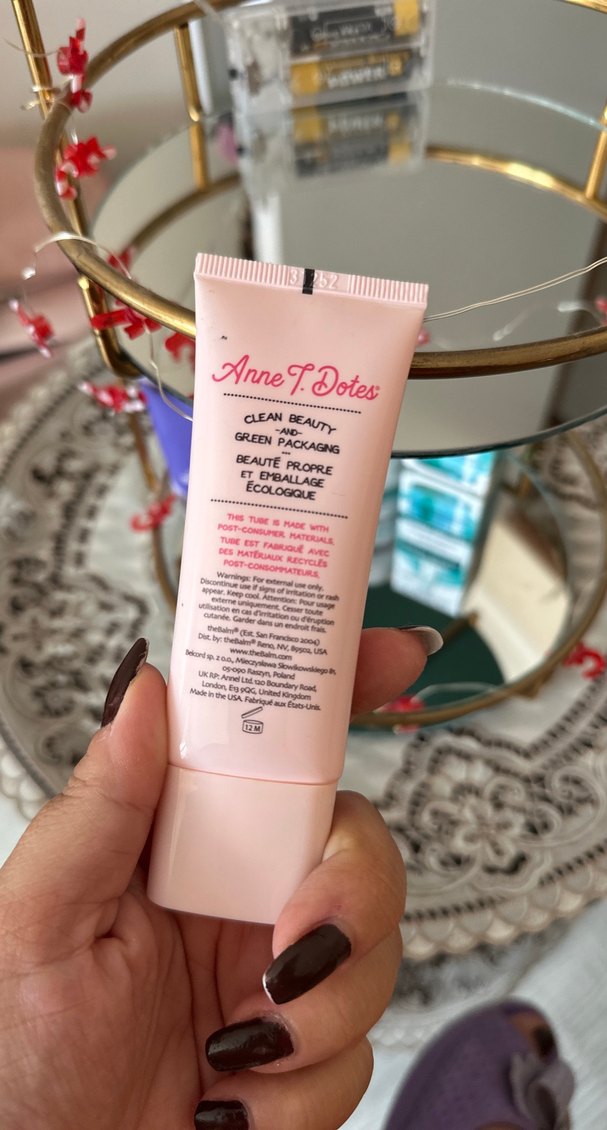 Anne T. Dotes®
CLEAN BEAUTY
-AND-
GREEN PACKAGING
BEAUTÉ PROPRE
ET EMBALLAGE
ÉCOLOGIQUE
THIS TUBE IS MADE WITH
POST-CONSUMER MATERIALS.
TUBE EST FABRIQUÉ AVEC
DES MATÉRIAUX RECYCLÉS
POST-CONSOMMATEURS.
Warnings: For external use only.
Discontinue use if signs of irritation or rash
appear. Keep cool. Attention: Pour usage
externe uniquement. Cesser toute
utilisation en cas d'irritation ou d'éruption
cutanée. Garder dans un endroit frais.
theBalm® (Est. San Francisco 2004)
Dist. by: theBalm® Reno, NV, 89502, USA
www.theBalm.com
Belcord sp. z o.o., Mieczysława Słowikowskiego 81,
05-090 Raszyn, Poland
UK RP: Annel Ltd. 120 Boundary Road,
London, E13 9QG, United Kingdom
Made in the USA. Fabriqué aux États-Unis.
12 M